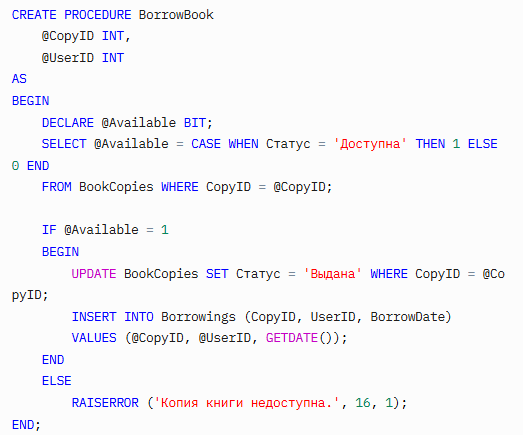 CREATE PROCEDURE BorrowBook
    @CopyID INT,
    @UserID INT
AS
BEGIN
    DECLARE @Available BIT;
    SELECT @Available = CASE WHEN Статус = 'Доступна' THEN 1 ELSE
0 END
    FROM BookCopies WHERE CopyID = @CopyID;

    IF @Available = 1
    BEGIN
        UPDATE BookCopies SET Статус = 'Выдана' WHERE CopyID = @Co
pyID;
        INSERT INTO Borrowings (CopyID, UserID, BorrowDate)
        VALUES (@CopyID, @UserID, GETDATE());
    END
    ELSE
        RAISERROR ('Копия книги недоступна.', 16, 1);
END;